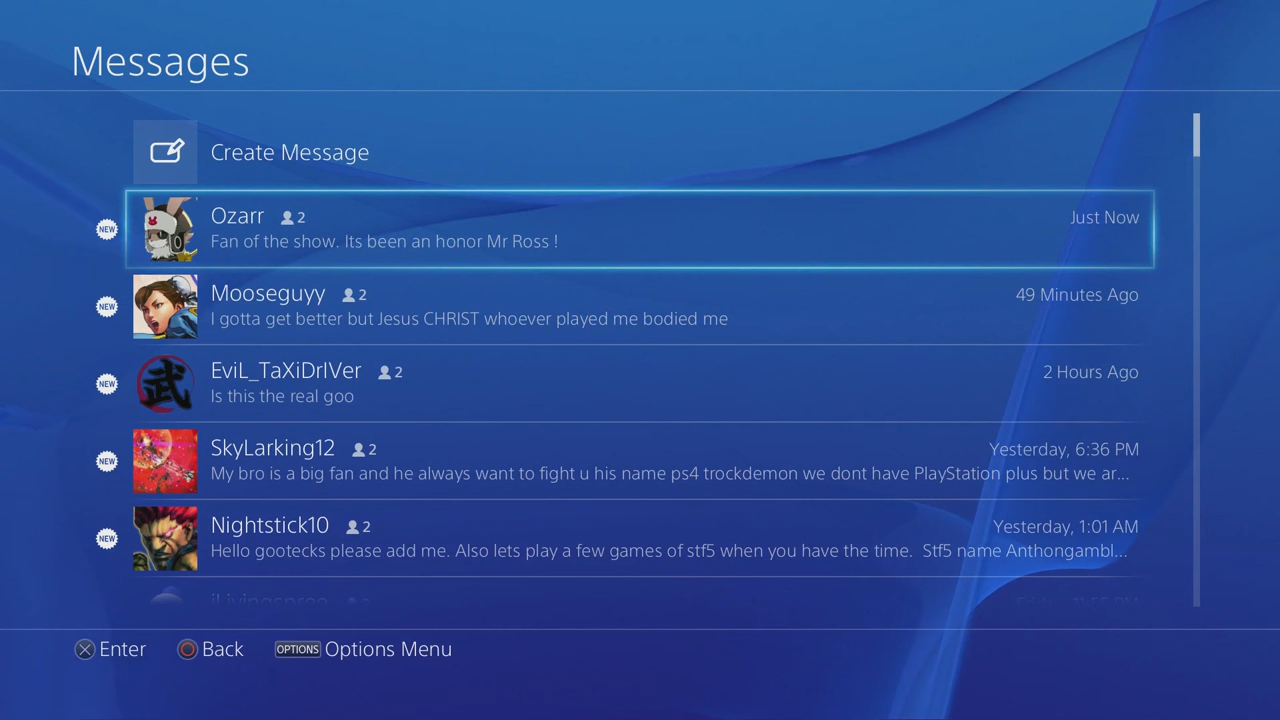 Messages
Create Message
NEW
Ozarr 2
Just Now
Fan of the show. Its been an honor Mr Ross !
NEW
Mooseguyy 2
49 Minutes Ago
I gotta get better but Jesus CHRIST whoever played me bodied me
NEW
武
EviL_TaXiDrIVer 2
2 Hours Ago
Is this the real goo
NEW
SkyLarking12 2
Yesterday, 6:36 PM
My bro is a big fan and he always want to fight u his name ps4 trockdemon we dont have PlayStation plus but we ar...
NEW
Nightstick10 2
Yesterday, 1:01 AM
Hello gootecks please add me. Also lets play a few games of stf5 when you have the time.  Stf5 name Anthongambl...
Enter
Back
OPTIONS Options Menu